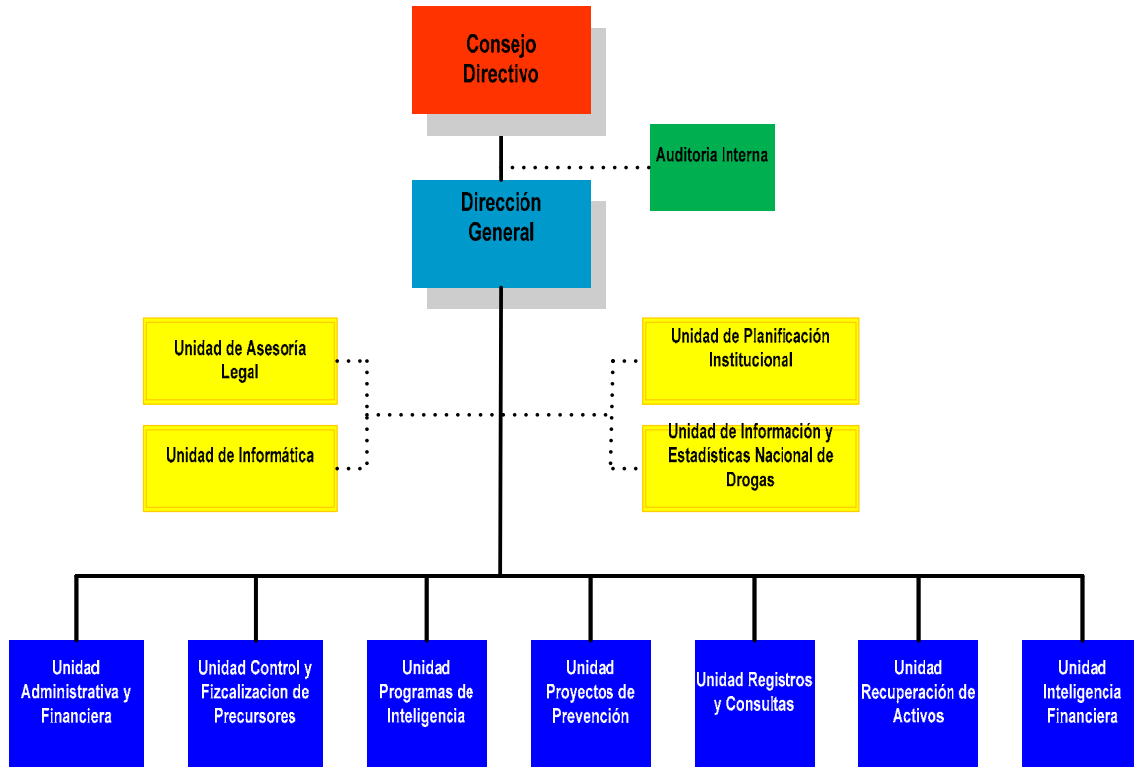 Consejo
Directivo
Auditoria Interna
Dirección
General
Unidad de Asesoría
Legal
Unidad de Planificación
Institucional
Unidad de Informática
Unidad de Información y
Estadísticas Nacional de
Drogas
Unidad
Administrativa y
Financiera
Unidad Control y
Fizcalizacion de
Precursores
Unidad
Programas de
Inteligencia
Unidad
Proyectos de
Prevención
Unidad Registros
y Consultas
Unidad
Recuperación de
Activos
Unidad
Inteligencia
Financiera